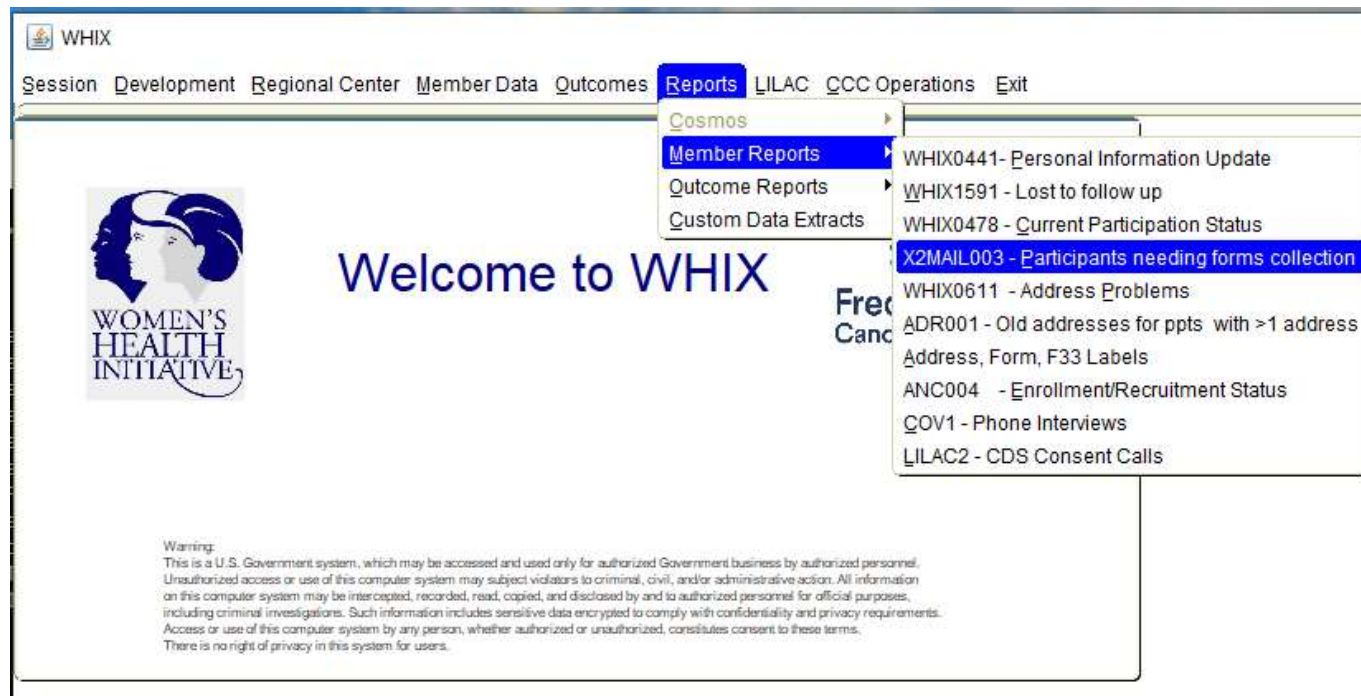 WHIX
Session Development Regional Center Member Data Outcomes Reports LILAC CCC Operations Exit
Cosmos
Member Reports
Outcome Reports
Custom Data Extracts
WHIX0441- Personal Information Update
WHIX1591 - Lost to follow up
WHIX0478 - Current Participation Status
X2MAIL003 - Participants needing forms collection
WHIX0611 - Address Problems
ADR001 - Old addresses for ppts with >1 address
Address, Form, F33 Labels
ANC004 - Enrollment/Recruitment Status
COV1 - Phone Interviews
LILAC2 - CDS Consent Calls
WOMEN'S
HEALTH
INITIATIVE
Welcome to WHIX
Fre
Canc
Warning:
This is a U.S. Government system, which may be accessed and used only for authorized Government business by authorized personnel.
Unauthorized access or use of this computer system may subject violators to criminal, civil, and/or administrative action. All information
on this computer system may be intercepted, recorded, read, copied, and disclosed by and to authorized personnel for official purposes,
including criminal investigations. Such information includes sensitive data encrypted to comply with confidentiality and privacy requirements.
Access or use of this computer system by any person, whether authorized or unauthorized, constitutes consent to these terms.
There is no right of privacy in this system for users.